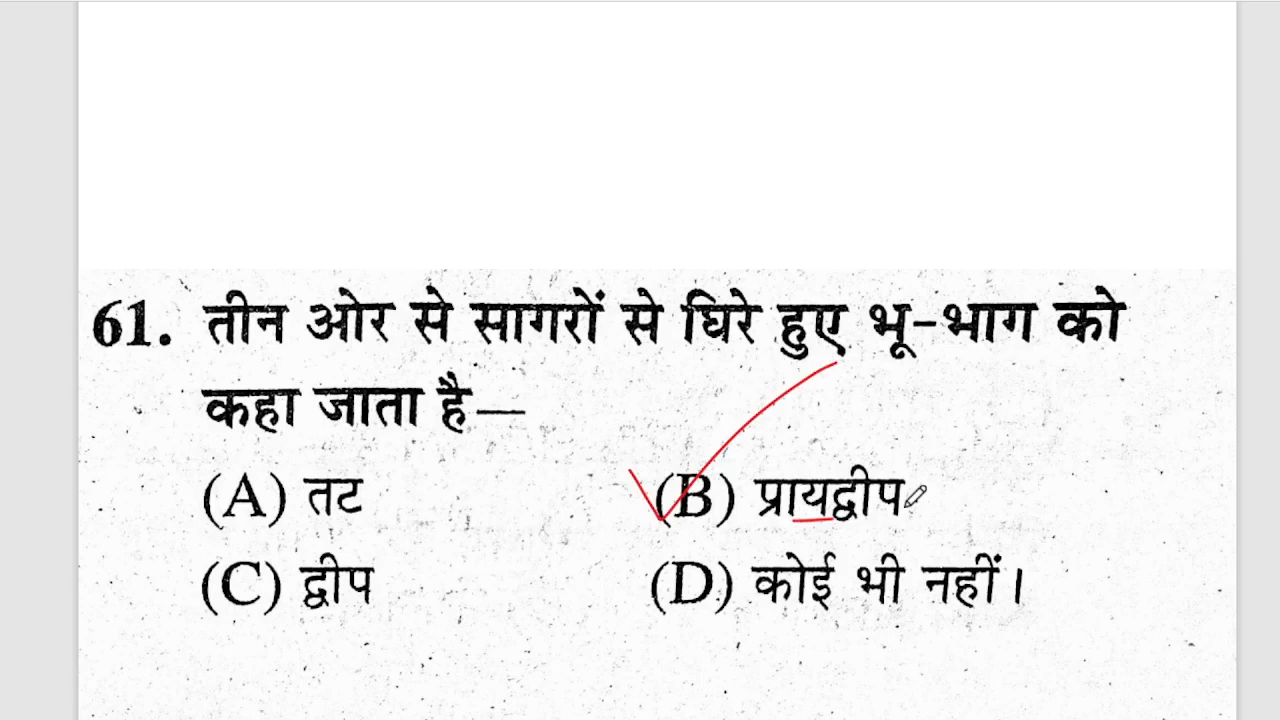 61. तीन ओर से सागरों से घिरे हुए भू-भाग को
कहा जाता है—
(A) तट (B) प्रायद्वीप
(C) द्वीप (D) कोई भी नहीं।